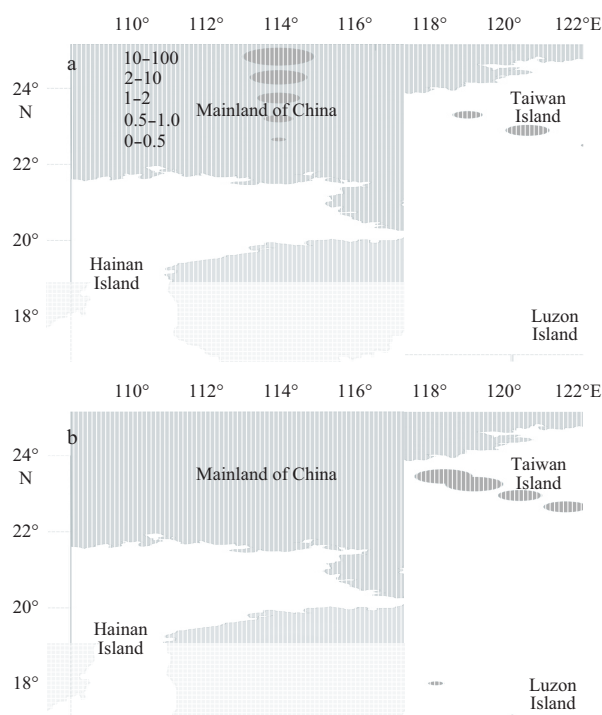 110° 112° 114° 116° 118° 120° 122°E
a
10–100
2–10
1–2
0.5–1.0
0–0.5
24°
N
22°
20°
18°
Mainland of China
Taiwan
Island
Hainan
Island
Luzon
Island
110° 112° 114° 116° 118° 120° 122°E
b
24°
N
22°
20°
18°
Mainland of China
Taiwan
Island
Hainan
Island
Luzon
Island